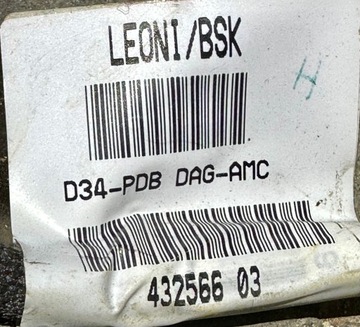 LEONI/BSK
H
D34-PDB DAG-AMC
432566 03